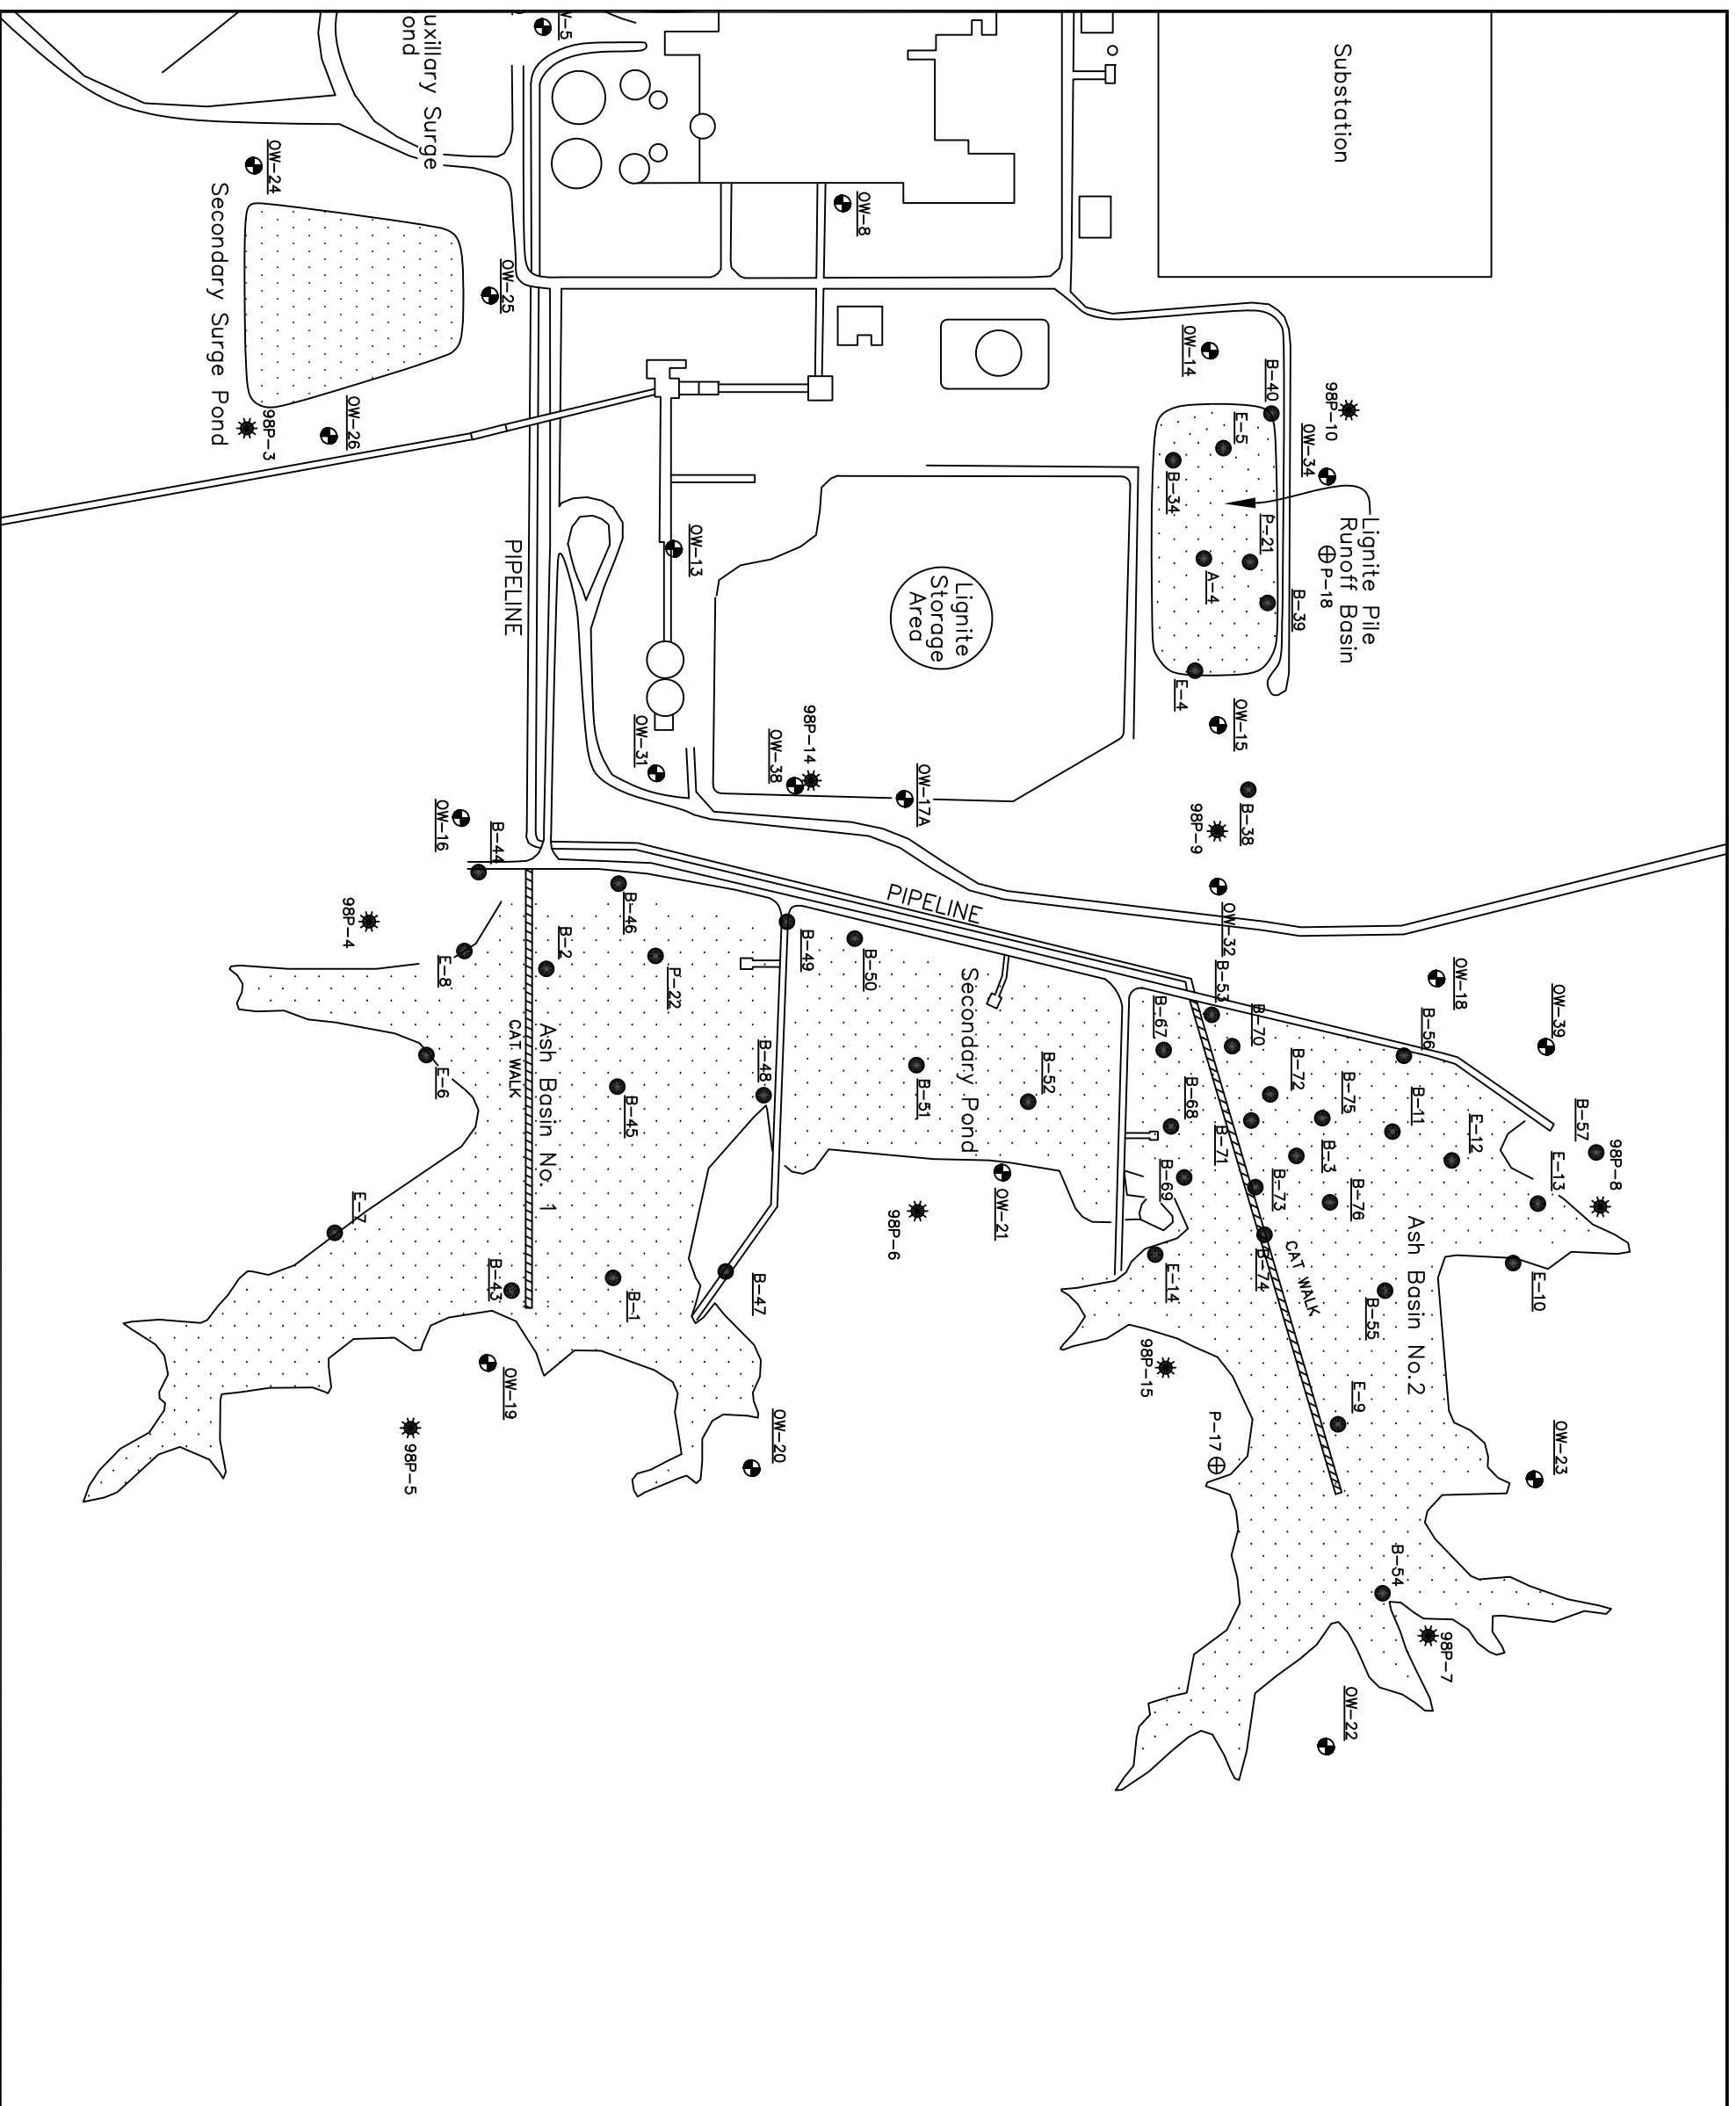 Substation
uxillary Surge
ond
OW-24
Secondary Surge Pond
OW-25
OW-26
98P-3
OW-8
OW-14
B-40
98P-10
OW-34
E-5
B-34
P-21
A-4
B-39
E-4
Lignite Pile
Runoff Basin
P-18
OW-15
B-38
98P-9
OW-32
Lignite
Storage
Area
OW-13
PIPELINE
OW-31
OW-38
98P-14
OW-17A
OW-16
B-44
98P-4
E-8
B-46
B-2
P-22
B-49
B-50
PIPELINE
Secondary Pond
B-51
B-52
OW-21
98P-6
CAT WALK
Ash Basin No. 1
B-45
B-48
E-6
E-7
B-43
B-1
B-47
OW-19
98P-5
OW-20
B-53
B-67
B-70
B-68
B-72
B-71
B-75
B-3
B-73
B-69
B-76
B-74
E-14
B-56
B-11
E-12
OW-18
OW-39
B-57
98P-8
E-13
E-10
Ash Basin No.2
CAT WALK
B-55
E-9
98P-15
P-17
OW-23
B-54
98P-7
OW-22